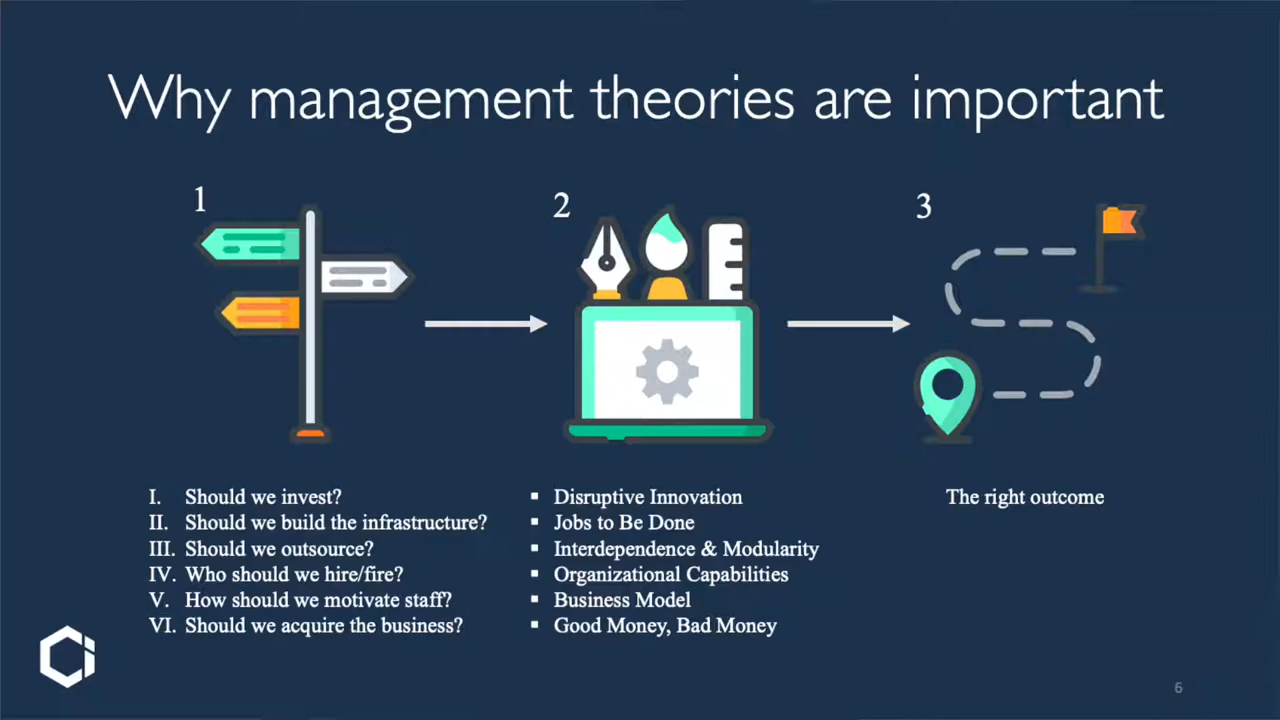 Why management theories are important
1
2
3
I. Should we invest?
II. Should we build the infrastructure?
III. Should we outsource?
IV. Who should we hire/fire?
V. How should we motivate staff?
VI. Should we acquire the business?
▪ Disruptive Innovation
▪ Jobs to Be Done
▪ Interdependence & Modularity
▪ Organizational Capabilities
▪ Business Model
▪ Good Money, Bad Money
The right outcome
6